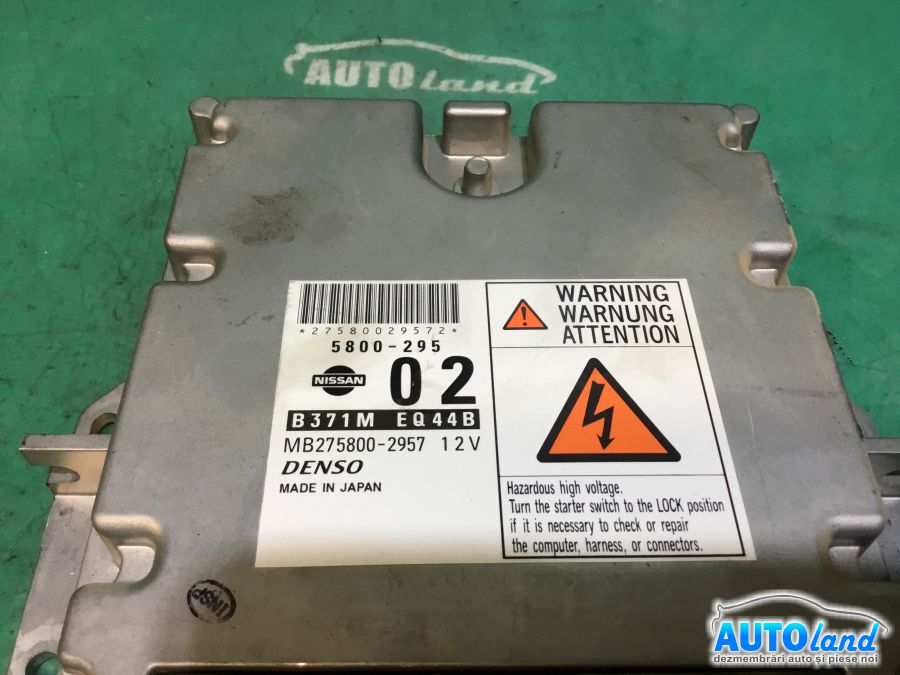 AUTOland
*27580029572*
5800-295
NISSAN
02
B371M EQ44B
MB275800-2957 12V
DENSO
MADE IN JAPAN
WARNING
WARNUNG
ATTENTION
Hazardous high voltage.
Turn the starter switch to the LOCK position
if it is necessary to check or repair
the computer, harness, or connectors.
INSP
AUTOland
dezmembrări auto și piese noi